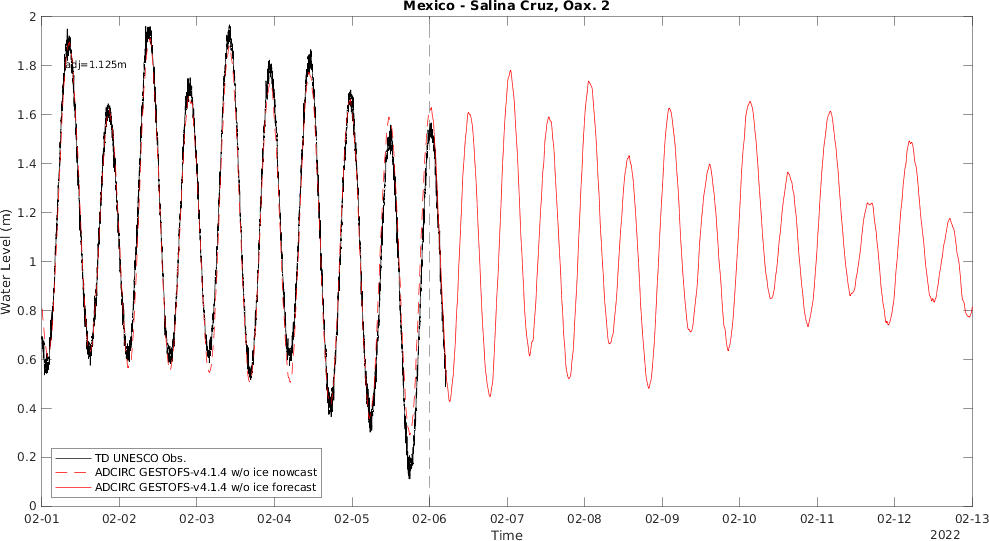 Mexico - Salina Cruz, Oax. 2
2
1.8
1.6
1.4
1.2
1
0.8
0.6
0.4
0.2
0
Water Level (m)
adj=1.125m
TD UNESCO Obs.
ADCIRC GESTOFS-v4.1.4 w/o ice nowcast
ADCIRC GESTOFS-v4.1.4 w/o ice forecast
02-01 02-02 02-03 02-04 02-05 02-06 02-07 02-08 02-09 02-10 02-11 02-12 02-13
Time
2022